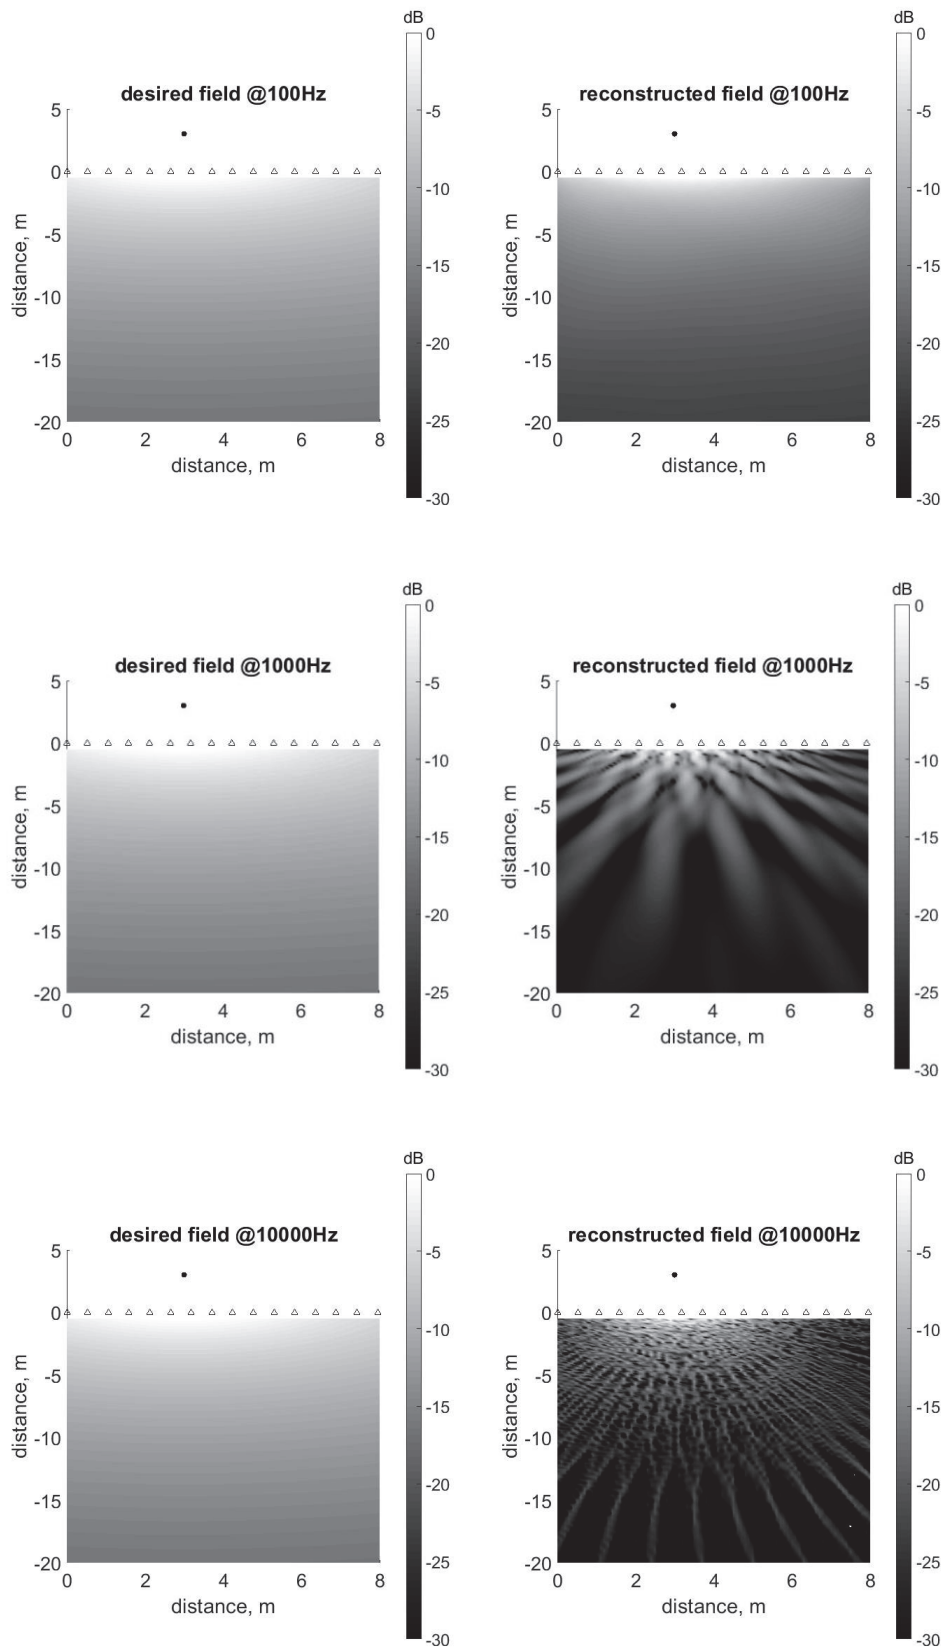 dB
0
-5
-10
-15
-20
-25
-30
desired field @100Hz
5
0
-5
-10
-15
-20
distance, m
0 2 4 6 8
distance, m
dB
0
-5
-10
-15
-20
-25
-30
reconstructed field @100Hz
5
0
-5
-10
-15
-20
distance, m
0 2 4 6 8
distance, m
dB
0
-5
-10
-15
-20
-25
-30
desired field @1000Hz
5
0
-5
-10
-15
-20
distance, m
0 2 4 6 8
distance, m
dB
0
-5
-10
-15
-20
-25
-30
reconstructed field @1000Hz
5
0
-5
-10
-15
-20
distance, m
0 2 4 6 8
distance, m
dB
0
-5
-10
-15
-20
-25
-30
desired field @10000Hz
5
0
-5
-10
-15
-20
distance, m
0 2 4 6 8
distance, m
dB
0
-5
-10
-15
-20
-25
-30
reconstructed field @10000Hz
5
0
-5
-10
-15
-20
distance, m
0 2 4 6 8
distance, m